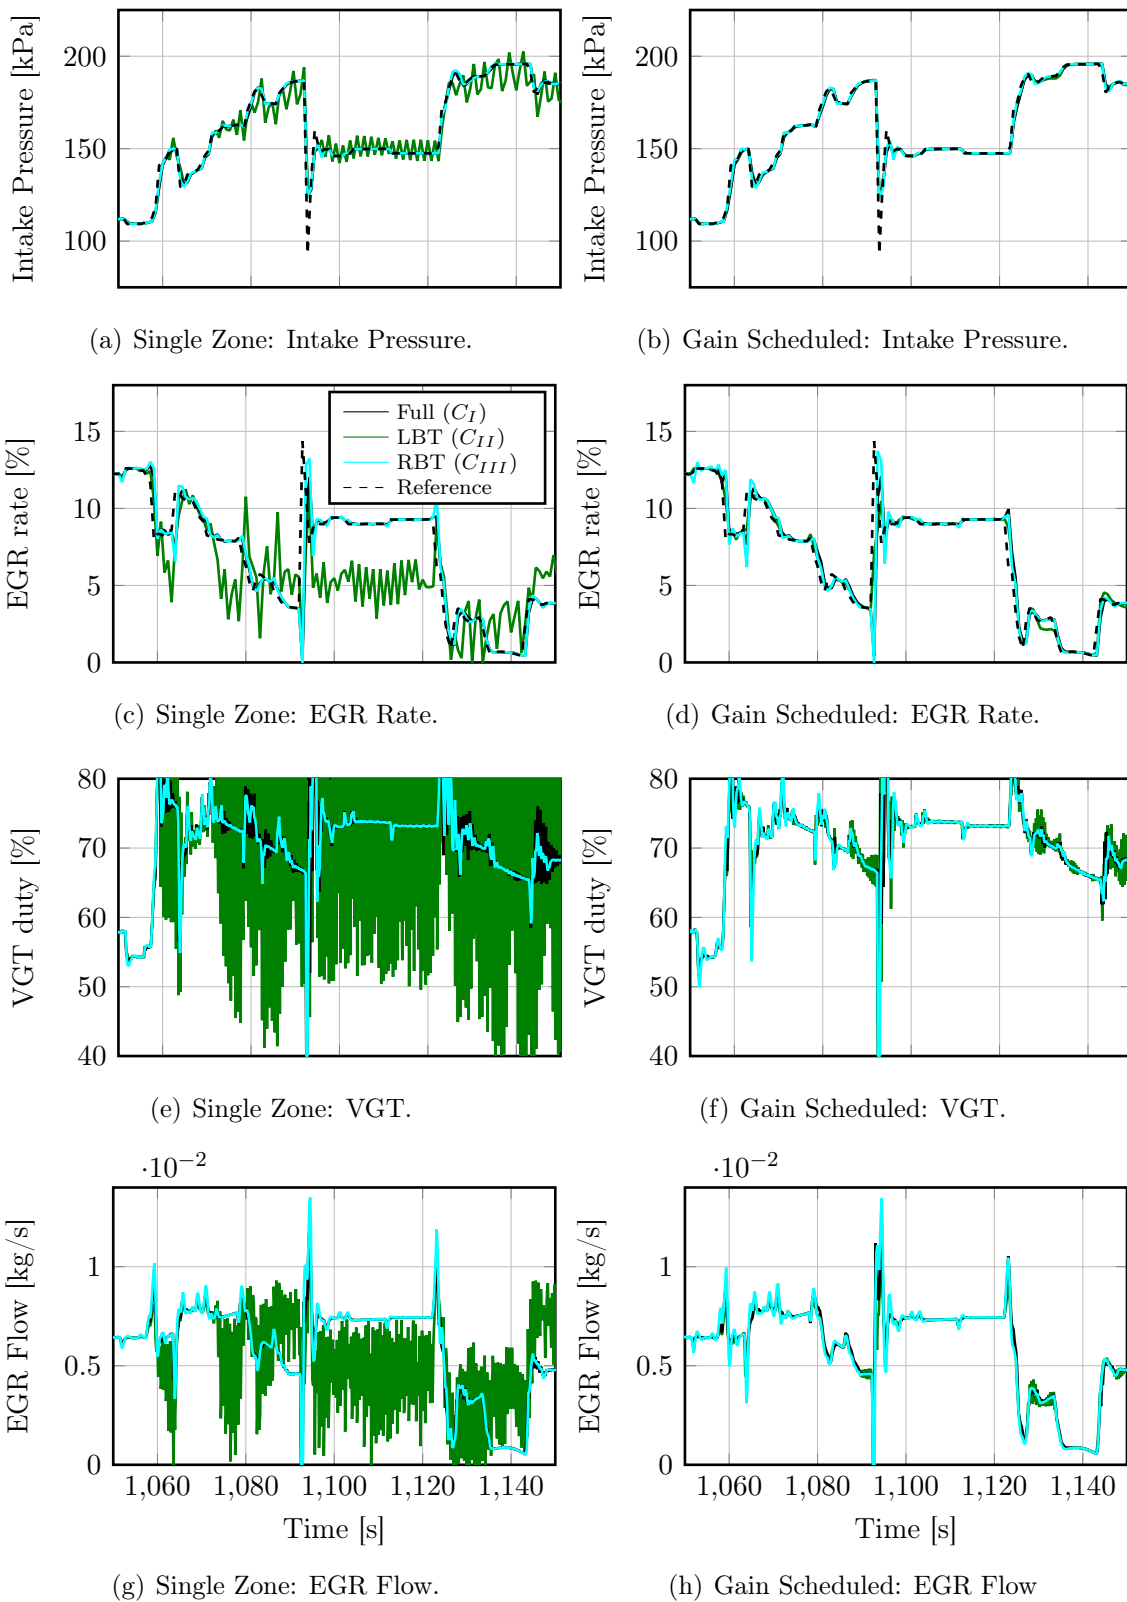 200
150
100
Intake Pressure [kPa]
(a) Single Zone: Intake Pressure.
200
150
100
Intake Pressure [kPa]
(b) Gain Scheduled: Intake Pressure.
15
10
5
0
EGR rate [%]
Full (C_I)
LBT (C_{II})
RBT (C_{III})
Reference
(c) Single Zone: EGR Rate.
15
10
5
0
EGR rate [%]
(d) Gain Scheduled: EGR Rate.
80
70
60
50
40
VGT duty [%]
(e) Single Zone: VGT.
80
70
60
50
40
VGT duty [%]
(f) Gain Scheduled: VGT.
·10^{−2}
1
0.5
0
EGR Flow [kg/s]
1,060 1,080 1,100 1,120 1,140
Time [s]
(g) Single Zone: EGR Flow.
·10^{−2}
1
0.5
0
EGR Flow [kg/s]
1,060 1,080 1,100 1,120 1,140
Time [s]
(h) Gain Scheduled: EGR Flow